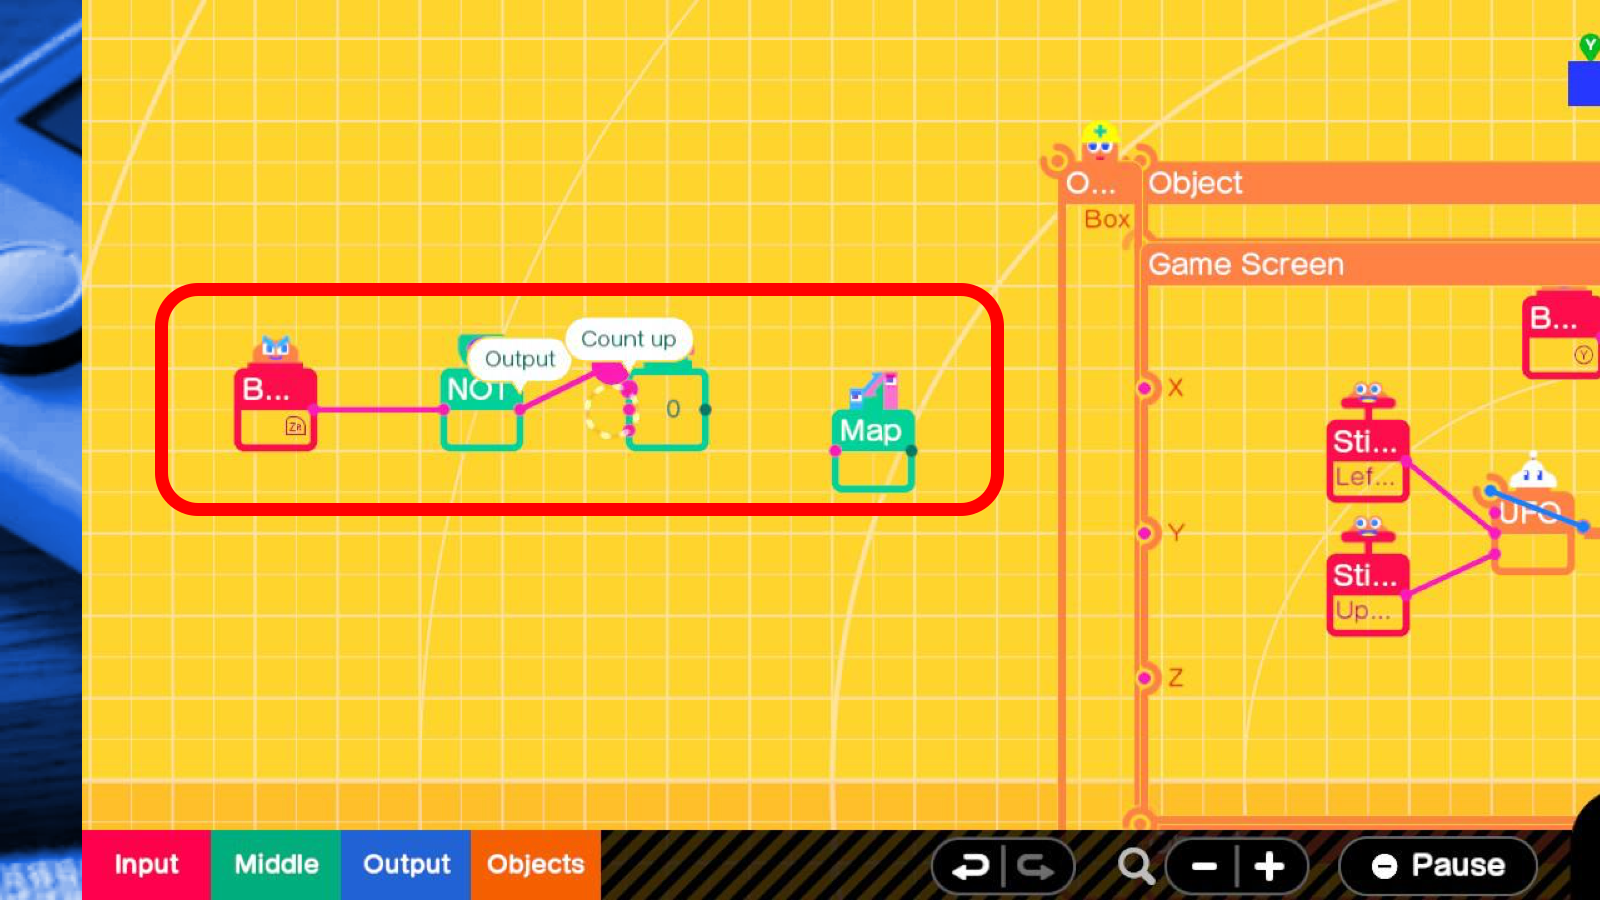 Y
O...
Object
Box
Game Screen
B...
Y
Count up
Output
B...
NOT
0
ZR
Map
X
Sti...
Lef...
UFO
Y
Sti...
Up...
Z
Input
Middle
Output
Objects
Pause